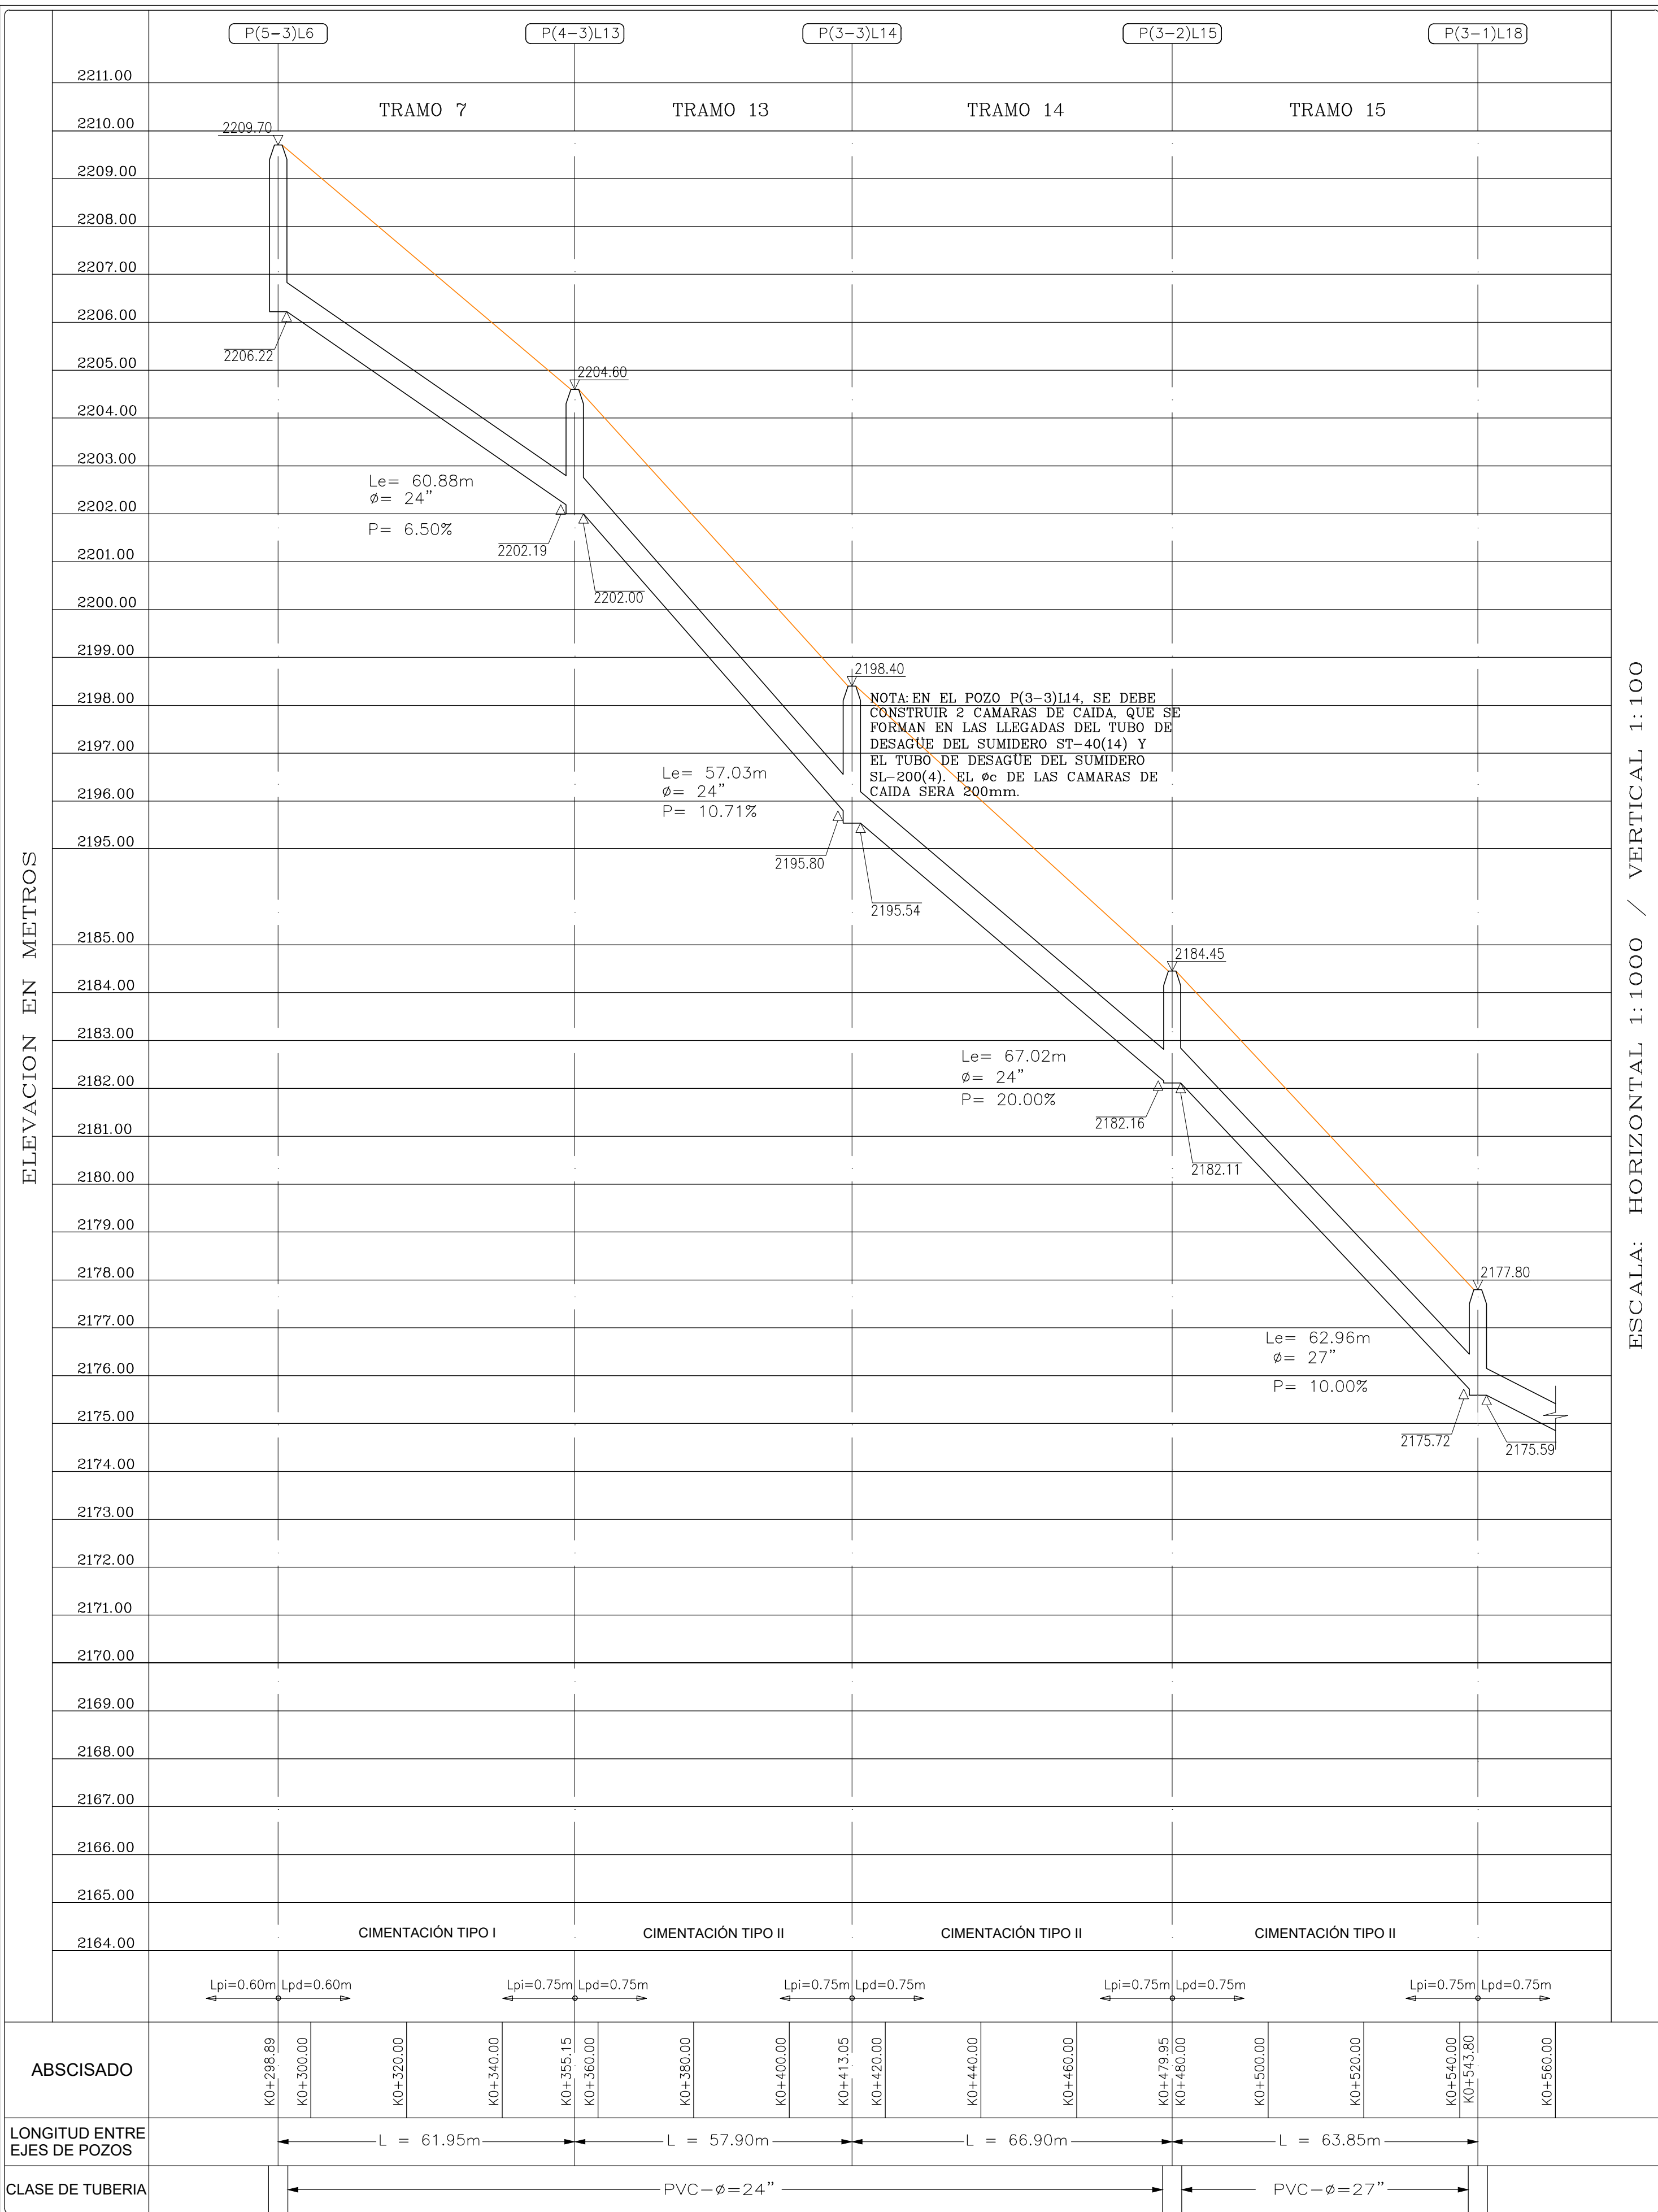 P(5-3)L6
P(4-3)L13
P(3-3)L14
P(3-2)L15
P(3-1)L18
TRAMO 7
TRAMO 13
TRAMO 14
TRAMO 15
ELEVACION EN METROS
2211.00
2210.00
2209.00
2208.00
2207.00
2206.00
2205.00
2204.00
2203.00
2202.00
2201.00
2200.00
2199.00
2198.00
2197.00
2196.00
2195.00
2185.00
2184.00
2183.00
2182.00
2181.00
2180.00
2179.00
2178.00
2177.00
2176.00
2175.00
2174.00
2173.00
2172.00
2171.00
2170.00
2169.00
2168.00
2167.00
2166.00
2165.00
2164.00
2209.70
2206.22
Le= 60.88m
ø= 24"
P= 6.50%
2204.60
2202.19
2202.00
Le= 57.03m
ø= 24"
P= 10.71%
2198.40
NOTA: EN EL POZO P(3-3)L14, SE DEBE
CONSTRUIR 2 CAMARAS DE CAIDA, QUE SE
FORMAN EN LAS LLEGADAS DEL TUBO DE
DESAGÜE DEL SUMIDERO ST-40(14) Y
EL TUBO DE DESAGÜE DEL SUMIDERO
SL-200(4). EL øc DE LAS CAMARAS DE
CAIDA SERA 200mm.
2195.80
2195.54
Le= 67.02m
ø= 24"
P= 20.00%
2184.45
2182.16
2182.11
Le= 62.96m
ø= 27"
P= 10.00%
2177.80
2175.72
2175.59
ESCALA: HORIZONTAL 1:1000 / VERTICAL 1:100
CIMENTACIÓN TIPO I
CIMENTACIÓN TIPO II
CIMENTACIÓN TIPO II
CIMENTACIÓN TIPO II
Lpi=0.60m Lpd=0.60m
Lpi=0.75m Lpd=0.75m
Lpi=0.75m Lpd=0.75m
Lpi=0.75m Lpd=0.75m
Lpi=0.75m Lpd=0.75m
ABSCISADO
K0+298.89
K0+300.00
K0+320.00
K0+340.00
K0+355.15
K0+360.00
K0+380.00
K0+400.00
K0+413.05
K0+420.00
K0+440.00
K0+460.00
K0+479.95
K0+480.00
K0+500.00
K0+520.00
K0+540.00
K0+543.80
K0+560.00
LONGITUD ENTRE
EJES DE POZOS
L = 61.95m
L = 57.90m
L = 66.90m
L = 63.85m
CLASE DE TUBERIA
PVC-ø=24"
PVC-ø=27"